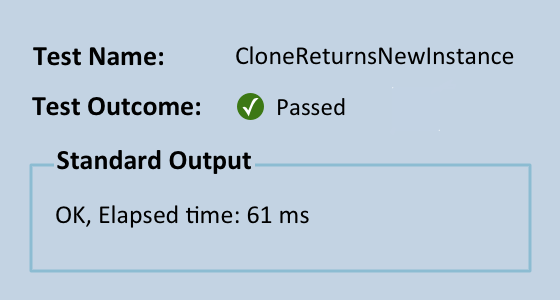 Test Name: CloneReturnsNewInstance
Test Outcome: Passed
Standard Output
OK, Elapsed time: 61 ms